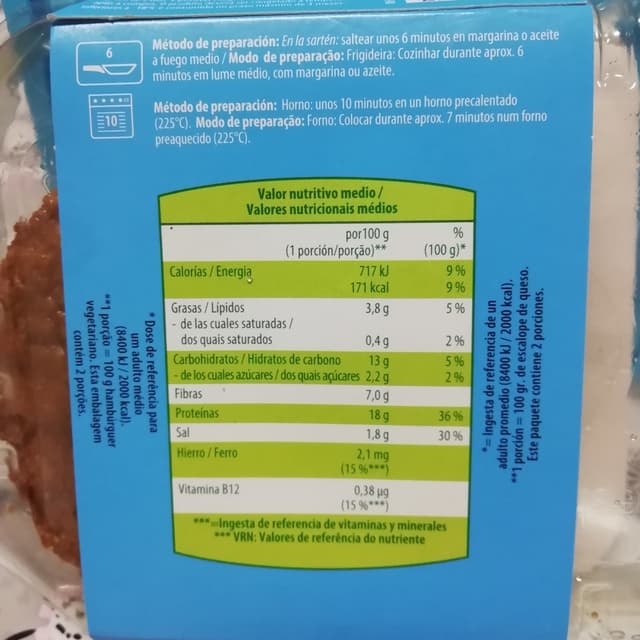 6
Método de preparación: En la sartén: saltear unos 6 minutos en margarina o aceite
a fuego medio / Modo de preparação: Frigideira: Cozinhar durante aprox. 6
minutos em lume médio, com margarina ou azeite.
10
Método de preparación: Horno: unos 10 minutos en un horno precalentado
(225°C). Modo de preparação: Forno: Colocar durante aprox. 7 minutos num forno
preaquecido (225°C).
Valor nutritivo medio /
Valores nutricionais médios
por100 g %
(1 porción/porção)** (100 g)*
Calorías / Energia 717 kJ 9 %
171 kcal 9 %
Grasas / Lípidos 3,8 g 5 %
- de las cuales saturadas /
dos quais saturados 0,4 g 2 %
Carbohidratos / Hidratos de carbono 13 g 5 %
- de los cuales azúcares / dos quais açúcares 2,2 g 2 %
Fibras 7,0 g
Proteínas 18 g 36 %
Sal 1,8 g 30 %
Hierro / Ferro 2,1 mg
(15 %***)
Vitamina B12 0,38 µg
(15 %***)
***=Ingesta de referencia de vitaminas y minerales
*** VRN: Valores de referência do nutriente
* Dose de referência para
um adulto médio
(8400 kJ / 2000 kcal).
**1 porção = 100 g hambúrguer
vegetariano. Esta embalagem
contém 2 porções.
*= Ingesta de referencia de un
adulto promedio (8400 kJ / 2000 kcal).
**1 porción = 100 gr. de escalope de queso.
Este paquete contiene 2 porciones.